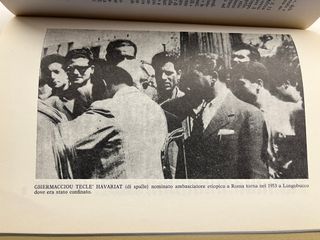 GHERMACCIOU TECLE' HAVARIAT (di spalle) nominato ambasciatore etiopico a Roma torna nel 1953 a Longobucco
dove era stato confinato.